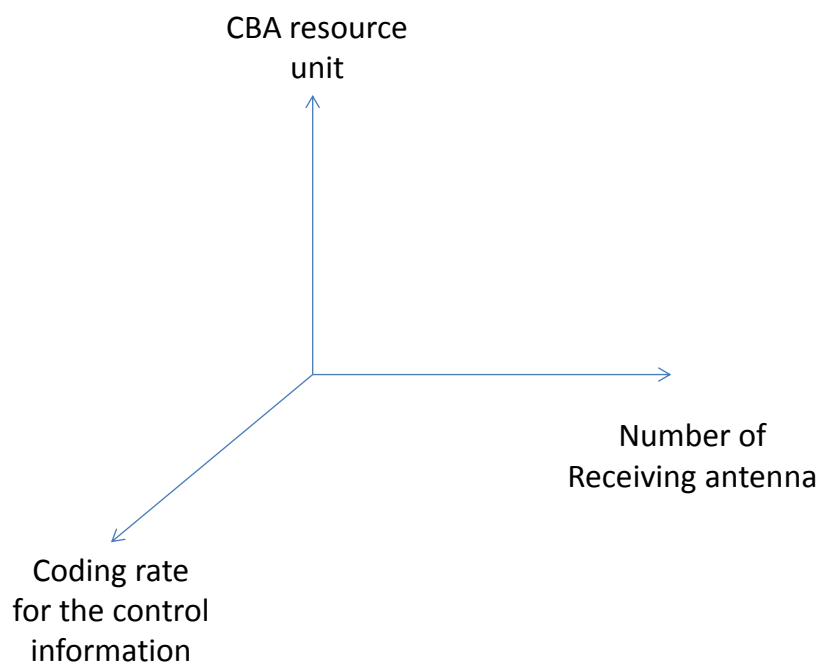 CBA resource
unit
Number of
Receiving antenna
Coding rate
for the control
information